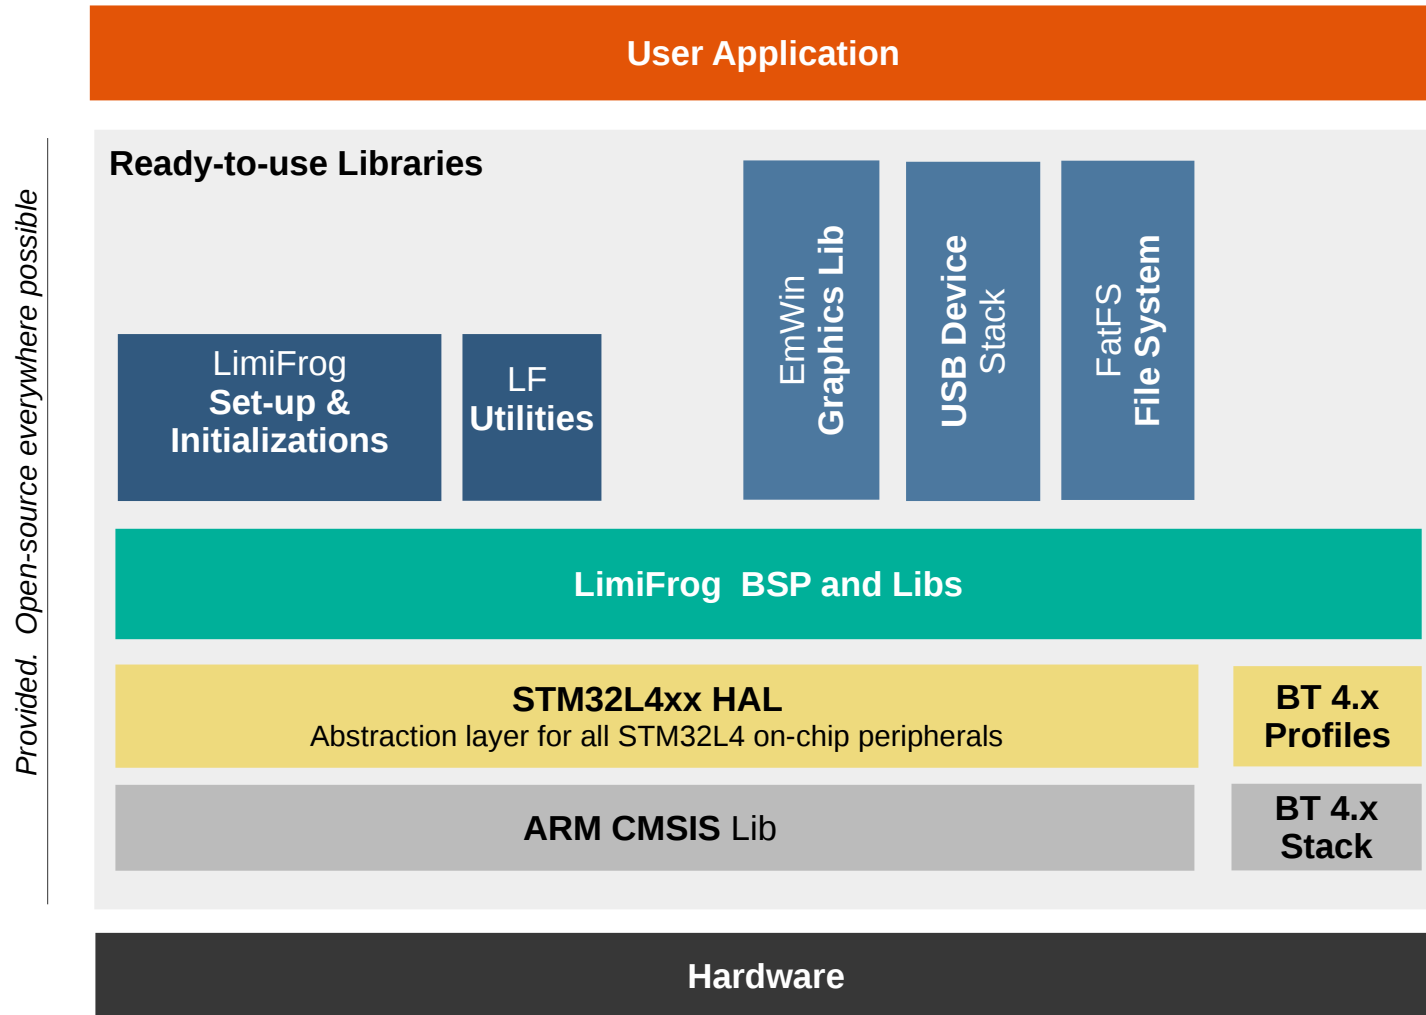 User Application
Provided.  Open-source everywhere possible
Ready-to-use Libraries
LimiFrog
Set-up &
Initializations
LF
Utilities
EmWin
Graphics Lib
USB Device
Stack
FatFS
File System
LimiFrog  BSP and Libs
STM32L4xx HAL
Abstraction layer for all STM32L4 on-chip peripherals
BT 4.x
Profiles
ARM CMSIS Lib
BT 4.x
Stack
Hardware